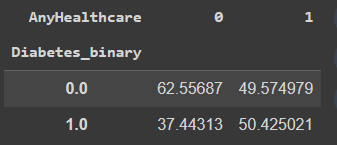 AnyHealthcare 0 1
Diabetes_binary
0.0 62.55687 49.574979
1.0 37.44313 50.425021